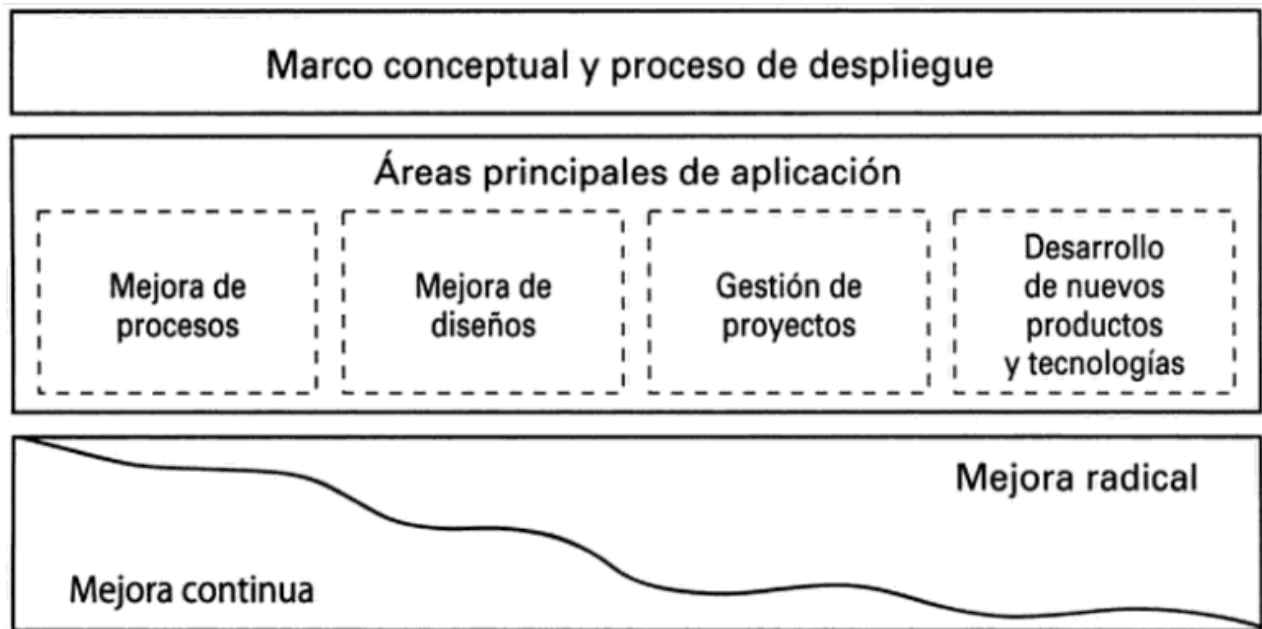 Marco conceptual y proceso de despliegue
Áreas principales de aplicación
Mejora de
procesos
Mejora de
diseños
Gestión de
proyectos
Desarrollo
de nuevos
productos
y tecnologías
Mejora radical
Mejora continua